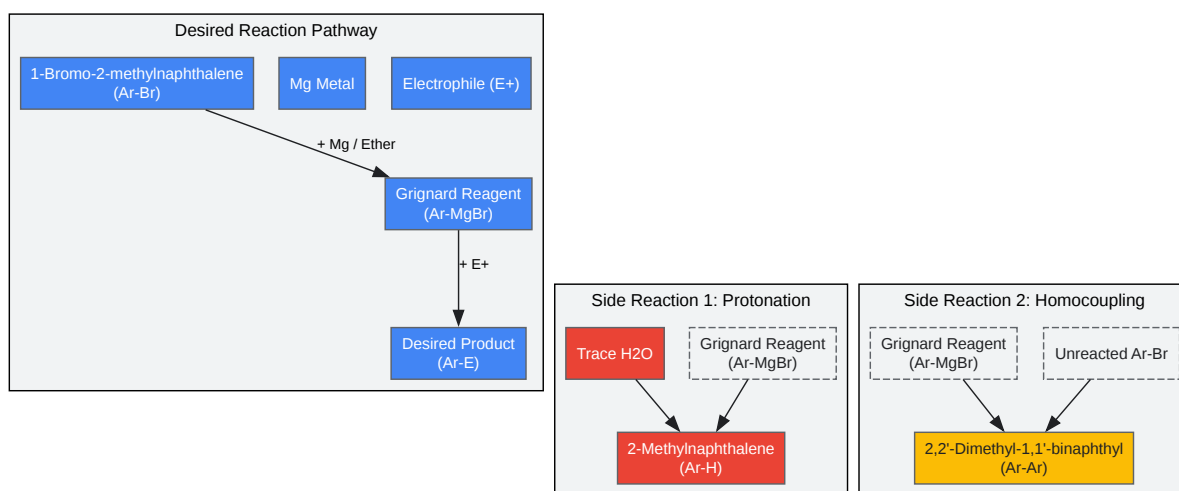 Desired Reaction Pathway
1-Bromo-2-methylnaphthalene
(Ar-Br)
Mg Metal
Electrophile (E+)
+ Mg / Ether
Grignard Reagent
(Ar-MgBr)
+ E+
Desired Product
(Ar-E)
Side Reaction 1: Protonation
Trace H2O
Grignard Reagent
(Ar-MgBr)
2-Methylnaphthalene
(Ar-H)
Side Reaction 2: Homocoupling
Grignard Reagent
(Ar-MgBr)
Unreacted Ar-Br
2,2'-Dimethyl-1,1'-binaphthyl
(Ar-Ar)